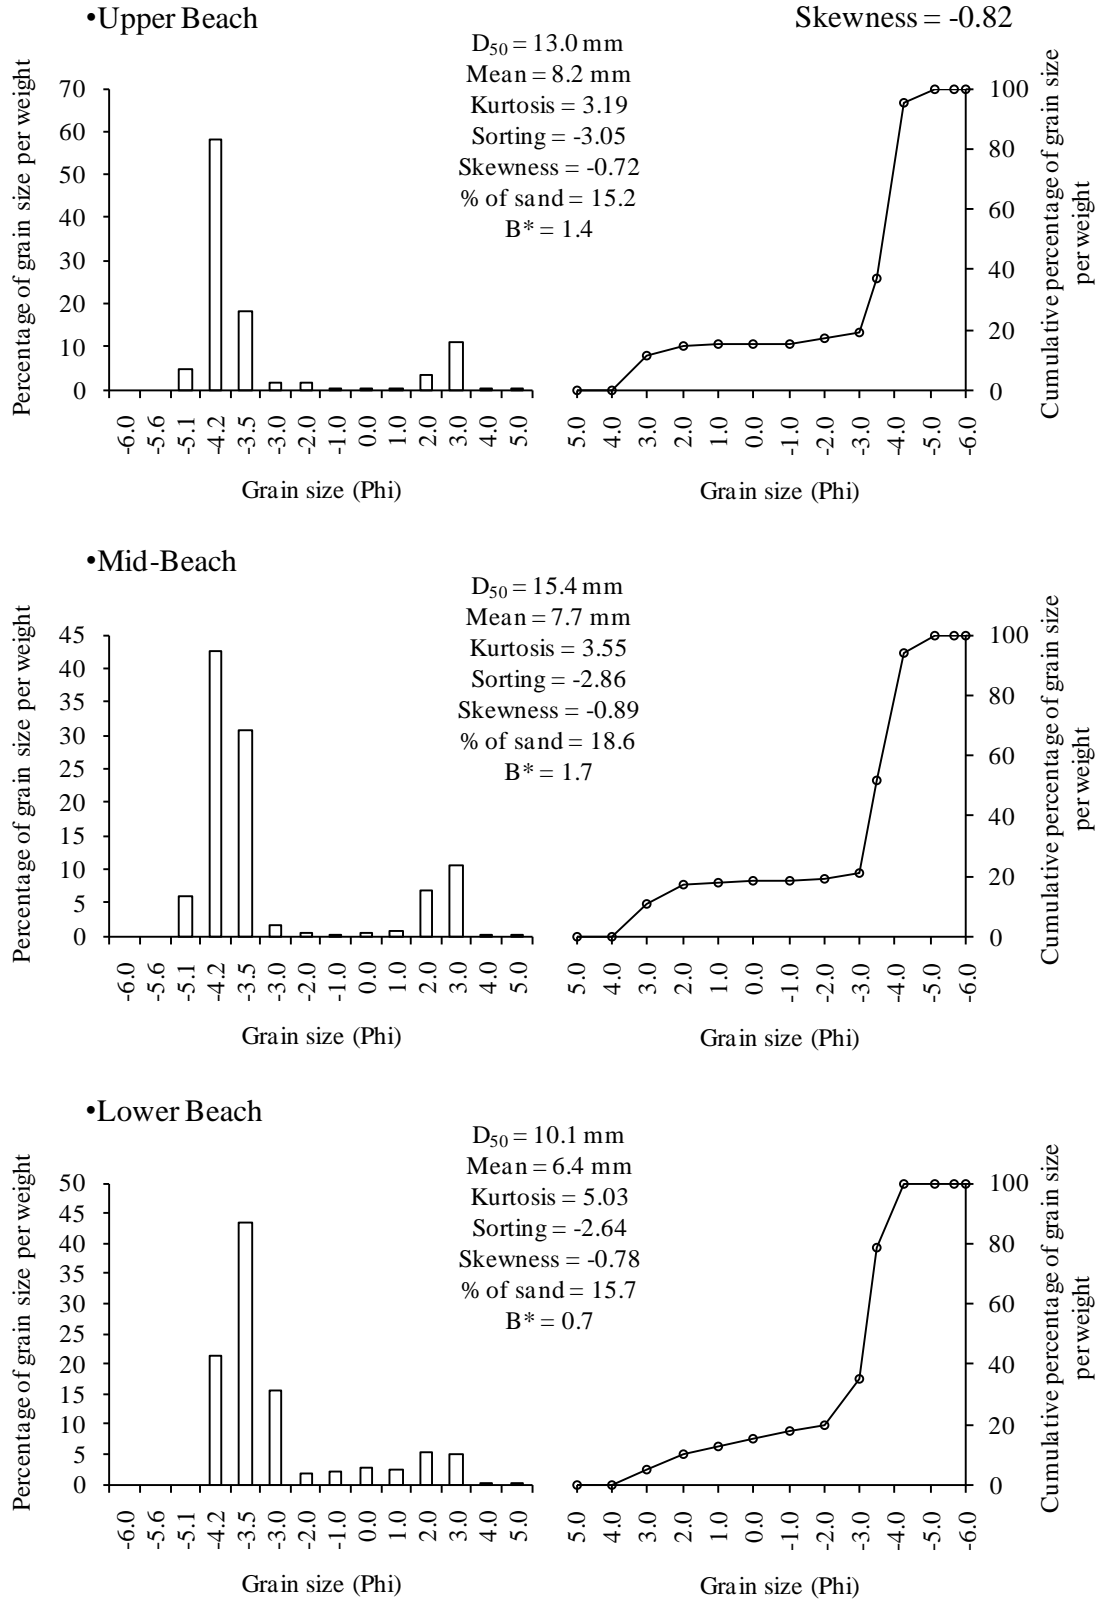 •Upper Beach
Skewness = -0.82
D50 = 13.0 mm
Mean = 8.2 mm
Kurtosis = 3.19
Sorting = -3.05
Skewness = -0.72
% of sand = 15.2
B* = 1.4
Percentage of grain size per weight
70
60
50
40
30
20
10
0
-6.0 -5.6 -5.1 -4.2 -3.5 -3.0 -2.0 -1.0 0.0 1.0 2.0 3.0 4.0 5.0
Grain size (Phi)
100
80
60
40
20
0
Cumulative percentage of grain size
per weight
5.0 4.0 3.0 2.0 1.0 0.0 -1.0 -2.0 -3.0 -4.0 -5.0 -6.0
Grain size (Phi)
•Mid-Beach
D50 = 15.4 mm
Mean = 7.7 mm
Kurtosis = 3.55
Sorting = -2.86
Skewness = -0.89
% of sand = 18.6
B* = 1.7
Percentage of grain size per weight
45
40
35
30
25
20
15
10
5
0
-6.0 -5.6 -5.1 -4.2 -3.5 -3.0 -2.0 -1.0 0.0 1.0 2.0 3.0 4.0 5.0
Grain size (Phi)
100
80
60
40
20
0
Cumulative percentage of grain size
per weight
5.0 4.0 3.0 2.0 1.0 0.0 -1.0 -2.0 -3.0 -4.0 -5.0 -6.0
Grain size (Phi)
•Lower Beach
D50 = 10.1 mm
Mean = 6.4 mm
Kurtosis = 5.03
Sorting = -2.64
Skewness = -0.78
% of sand = 15.7
B* = 0.7
Percentage of grain size per weight
50
45
40
35
30
25
20
15
10
5
0
-6.0 -5.6 -5.1 -4.2 -3.5 -3.0 -2.0 -1.0 0.0 1.0 2.0 3.0 4.0 5.0
Grain size (Phi)
100
80
60
40
20
0
Cumulative percentage of grain size
per weight
5.0 4.0 3.0 2.0 1.0 0.0 -1.0 -2.0 -3.0 -4.0 -5.0 -6.0
Grain size (Phi)